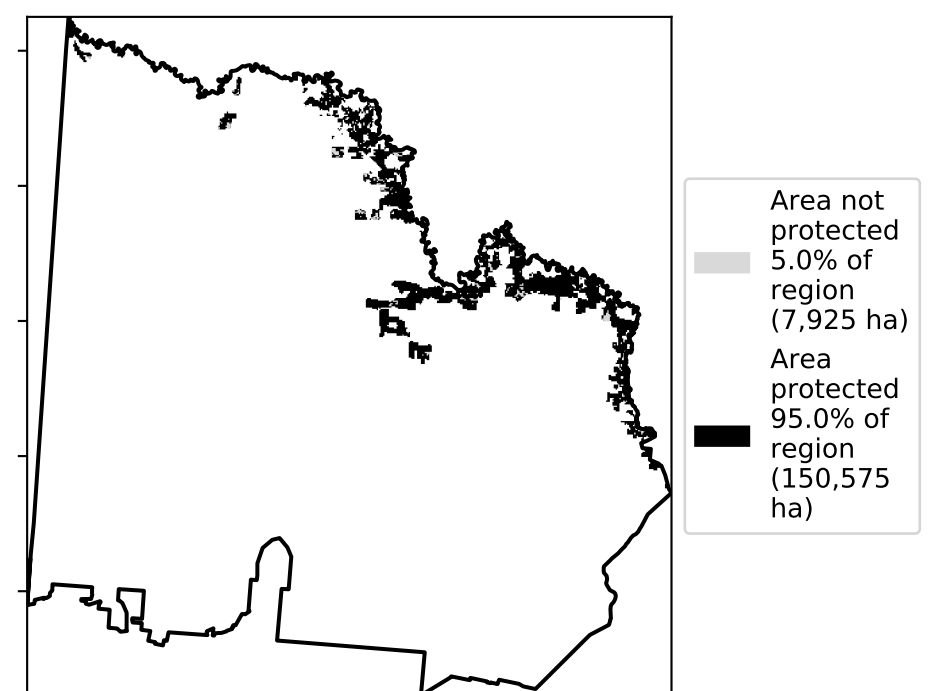 Area not
protected
5.0% of
region
(7,925 ha)
Area
protected
95.0% of
region
(150,575
ha)